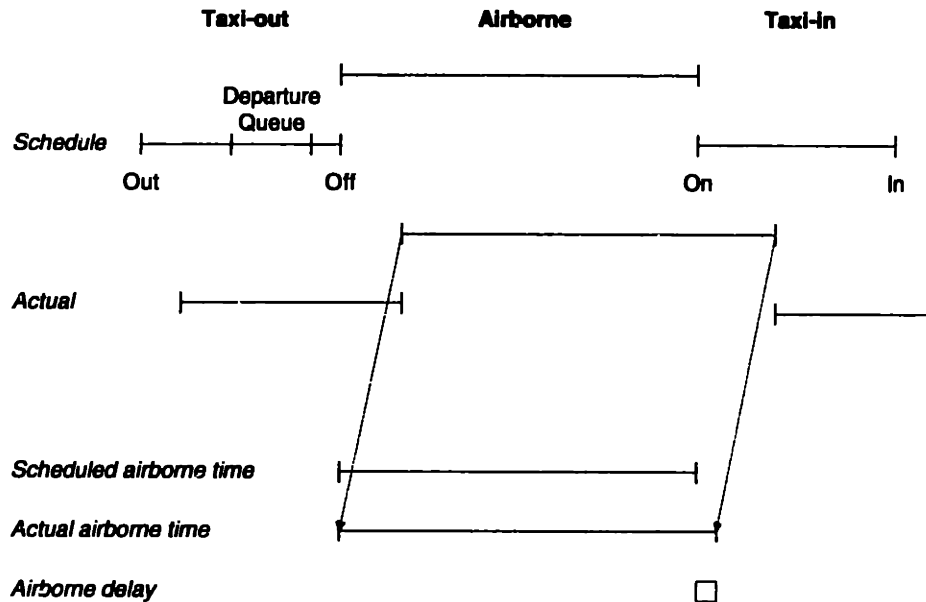 Taxi-out Airborne Taxi-in
Departure
Queue
Schedule
Out Off On In
Actual
Scheduled airborne time
Actual airborne time
Airborne delay